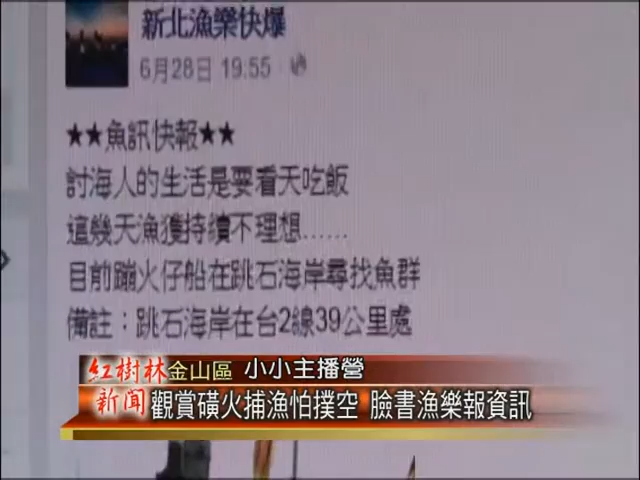 新北漁樂快爆
6月28日 19:55
★★魚訊快報★★
討海人的生活是要看天吃飯
這幾天漁獲持續不理想……
目前蹦火仔船在跳石海岸尋找魚群
備註：跳石海岸在台2線39公里處
紅樹林 金山區 小小主播營
新闻 觀賞磺火捕漁怕撲空 臉書漁樂報資訊